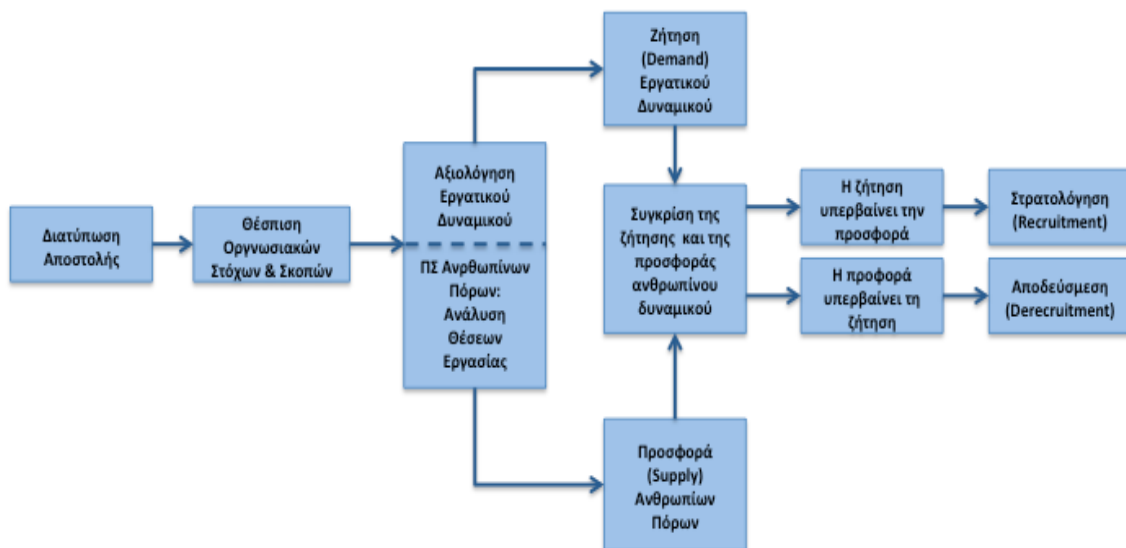 Διατύπωση
Αποστολής
Θέσπιση
Οργνωσιακών
Στόχων & Σκοπών
Αξιολόγηση
Εργατικού
Δυναμικού
ΠΣ Ανρθωπίνων
Πόρων:
Ανάλυση
Θέσεων
Εργασίας
Ζήτηση
(Demand)
Εργατικού
Δυναμικού
Συγκρίση της
ζήτησης και της
προσφοράς
ανθρωπίνου
δυναμικού
Προσφορά
(Supply)
Ανθρωπίων
Πόρων
Η ζήτηση
υπερβαίνει την
προσφορά
Στρατολόγηση
(Recruitment)
Η προφορά
υπερβαίνει τη
ζήτηση
Αποδεύσμεση
(Derecruitment)